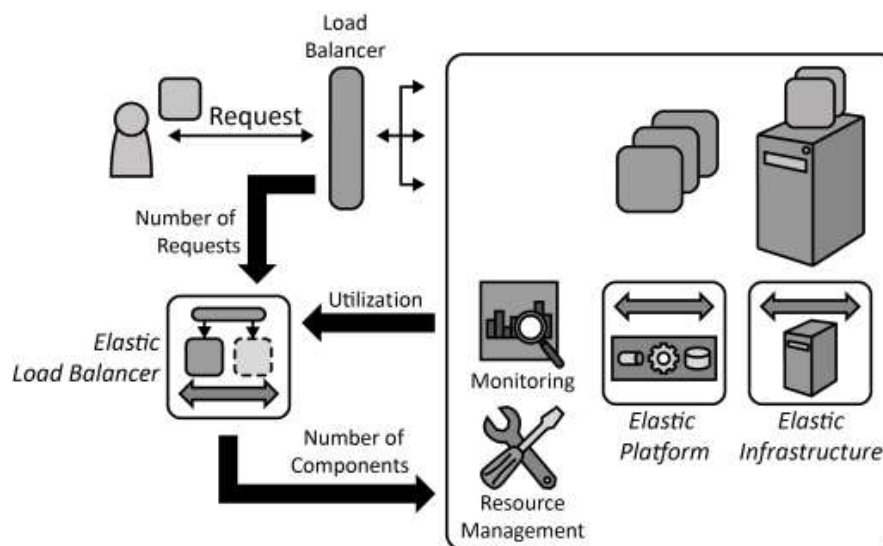 Load
Balancer
Request
Number of
Requests
Utilization
Elastic
Load Balancer
Monitoring
Number of
Components
Resource
Management
Elastic
Platform
Elastic
Infrastructure